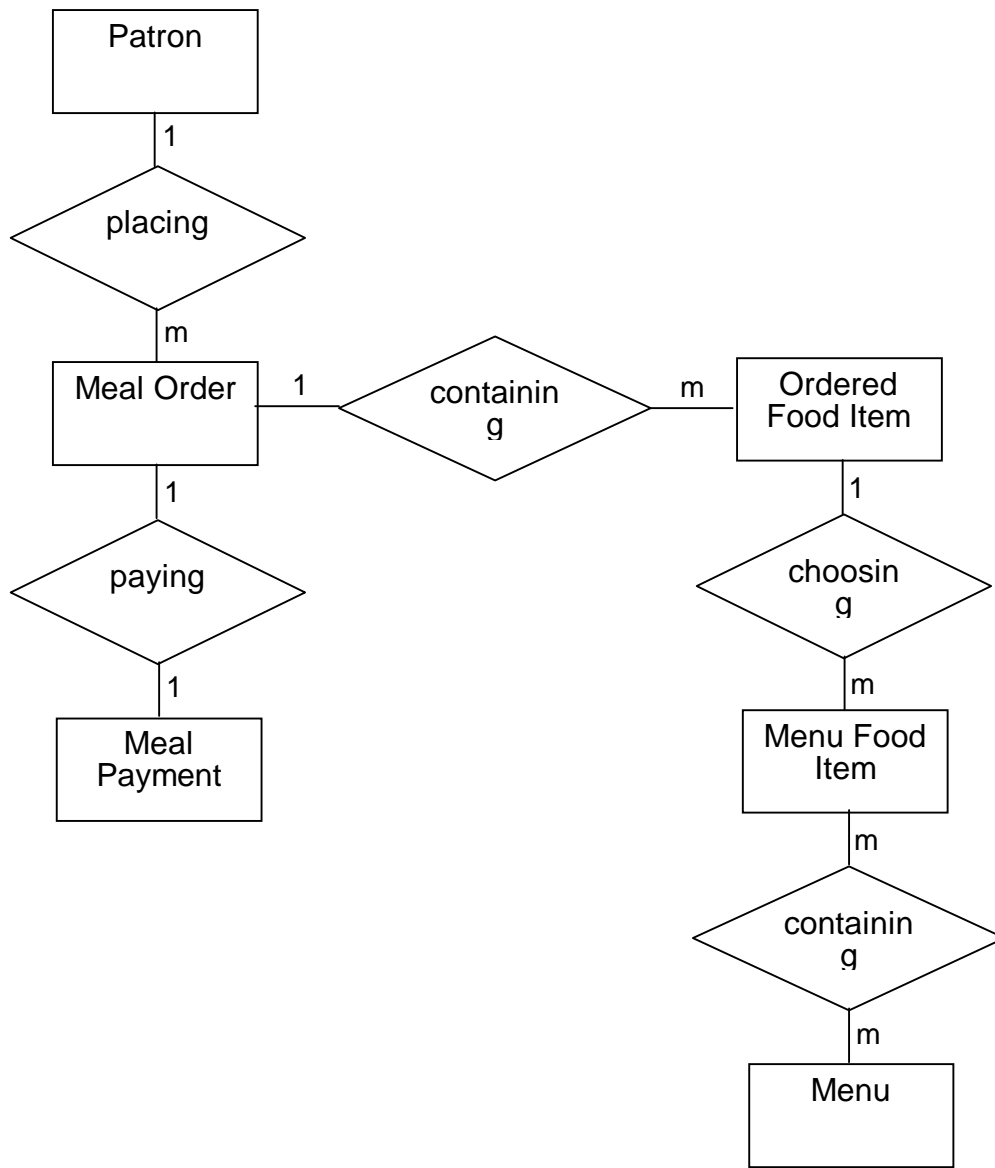 Patron
1
placing
m
Meal Order
1
containin
g
m
Ordered
Food Item
1
paying
1
Meal
Payment
1
choosin
g
m
Menu Food
Item
m
containin
g
m
Menu